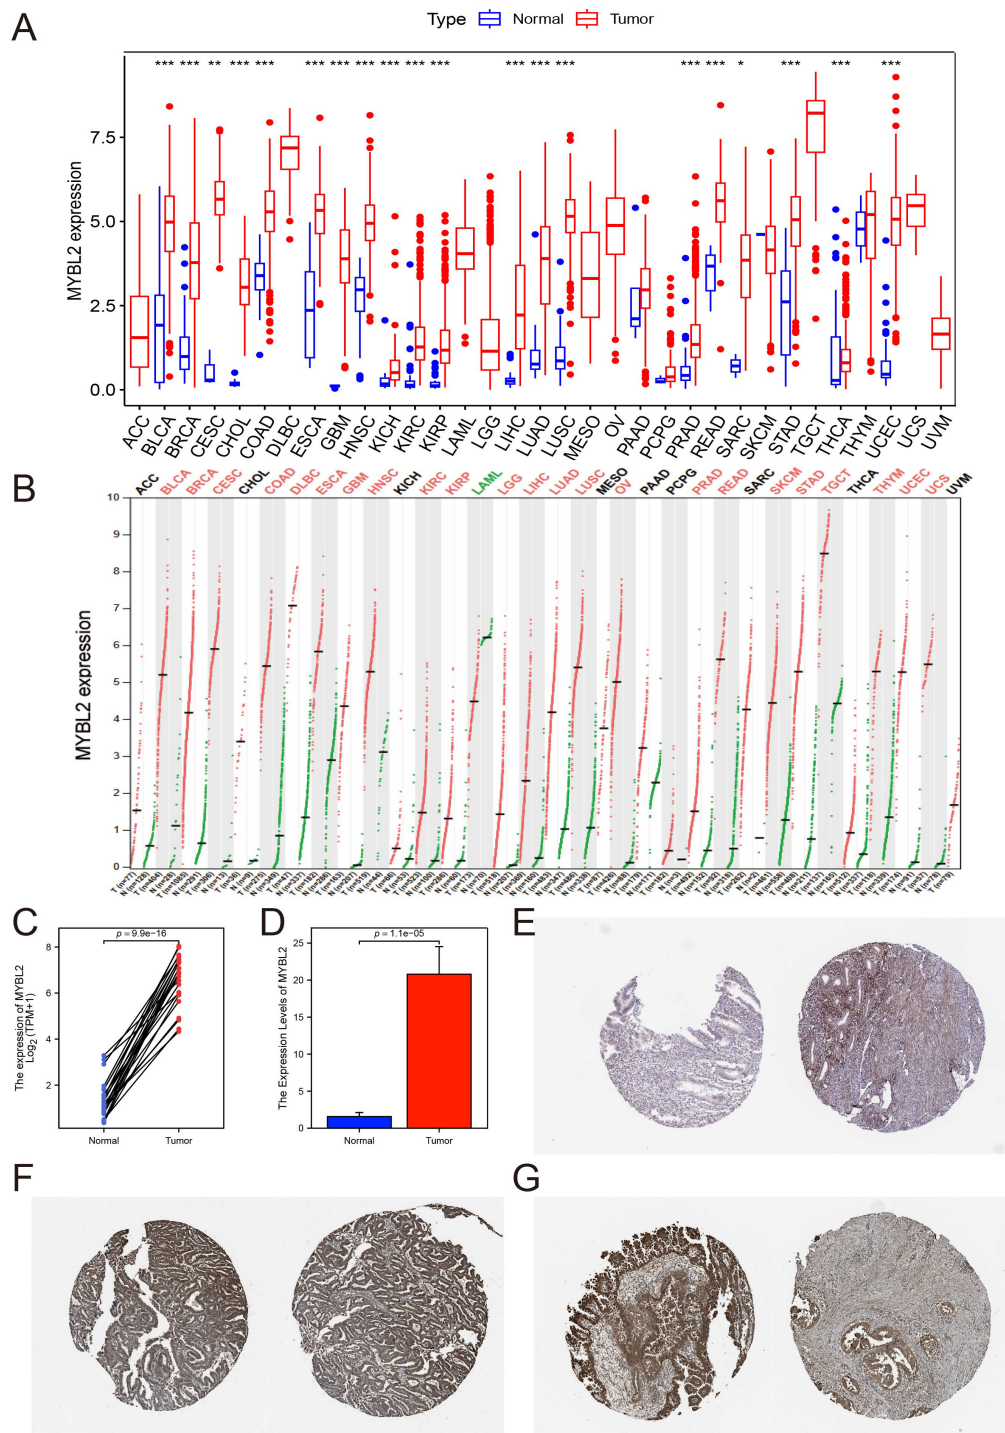 A
Type Normal Tumor
*** *** ** *** *** *** *** *** *** *** *** *** *** *** *** *** * *** *** ***
MYBL2 expression
7.5
5.0
2.5
0.0
ACC BLCA BRCA CESC CHOL COAD DLBC ESCA GBM HNSC KICH KIRC KIRP LAML LGG LIHC LUAD LUSC MESO OV PAAD PCPG PRAD READ SARC SKCM STAD TGCT THCA THYM UCEC UCS UVM
B
ACC BLCA BRCA CESC CHOL COAD DLBC ESCA GBM HNSC KICH KIRC KIRP LAML LGG LIHC LUAD LUSC MESO OV PAAD PCPG PRAD READ SARC SKCM STAD TGCT THCA THYM UCEC UCS UVM
MYBL2 expression
10
9
8
7
6
5
4
3
2
1
0
C
p = 9.9e−16
The expression of MYBL2
Log2 (TPM+1)
8
6
4
2
Normal Tumor
D
p = 1.1e−05
The Expression Levels of MYBL2
25
20
15
10
5
0
Normal Tumor
E
F
G